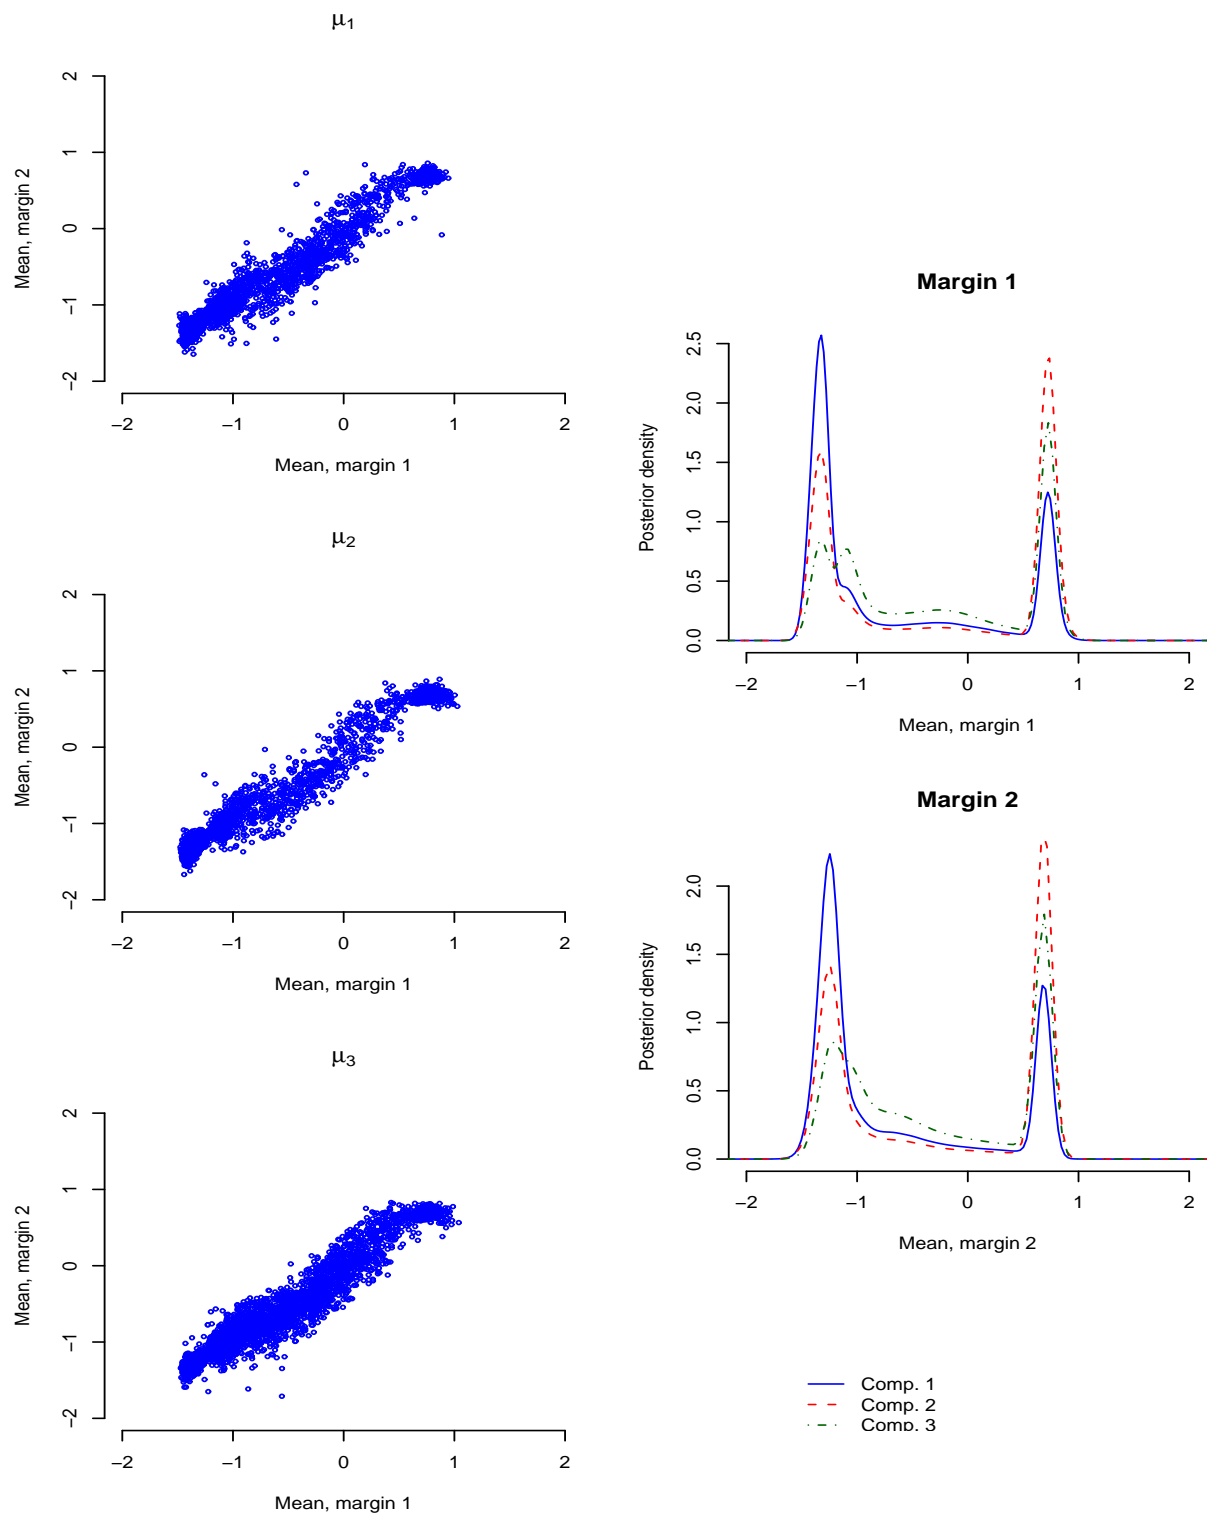 μ1
2
1
0
−1
−2
Mean, margin 2
−2 −1 0 1 2
Mean, margin 1
μ2
2
1
0
−1
−2
Mean, margin 2
−2 −1 0 1 2
Mean, margin 1
μ3
2
1
0
−1
−2
Mean, margin 2
−2 −1 0 1 2
Mean, margin 1
Margin 1
2.5
2.0
1.5
1.0
0.5
0.0
Posterior density
−2 −1 0 1 2
Mean, margin 1
Margin 2
2.0
1.5
1.0
0.5
0.0
Posterior density
−2 −1 0 1 2
Mean, margin 2
Comp. 1
Comp. 2
Comp. 3